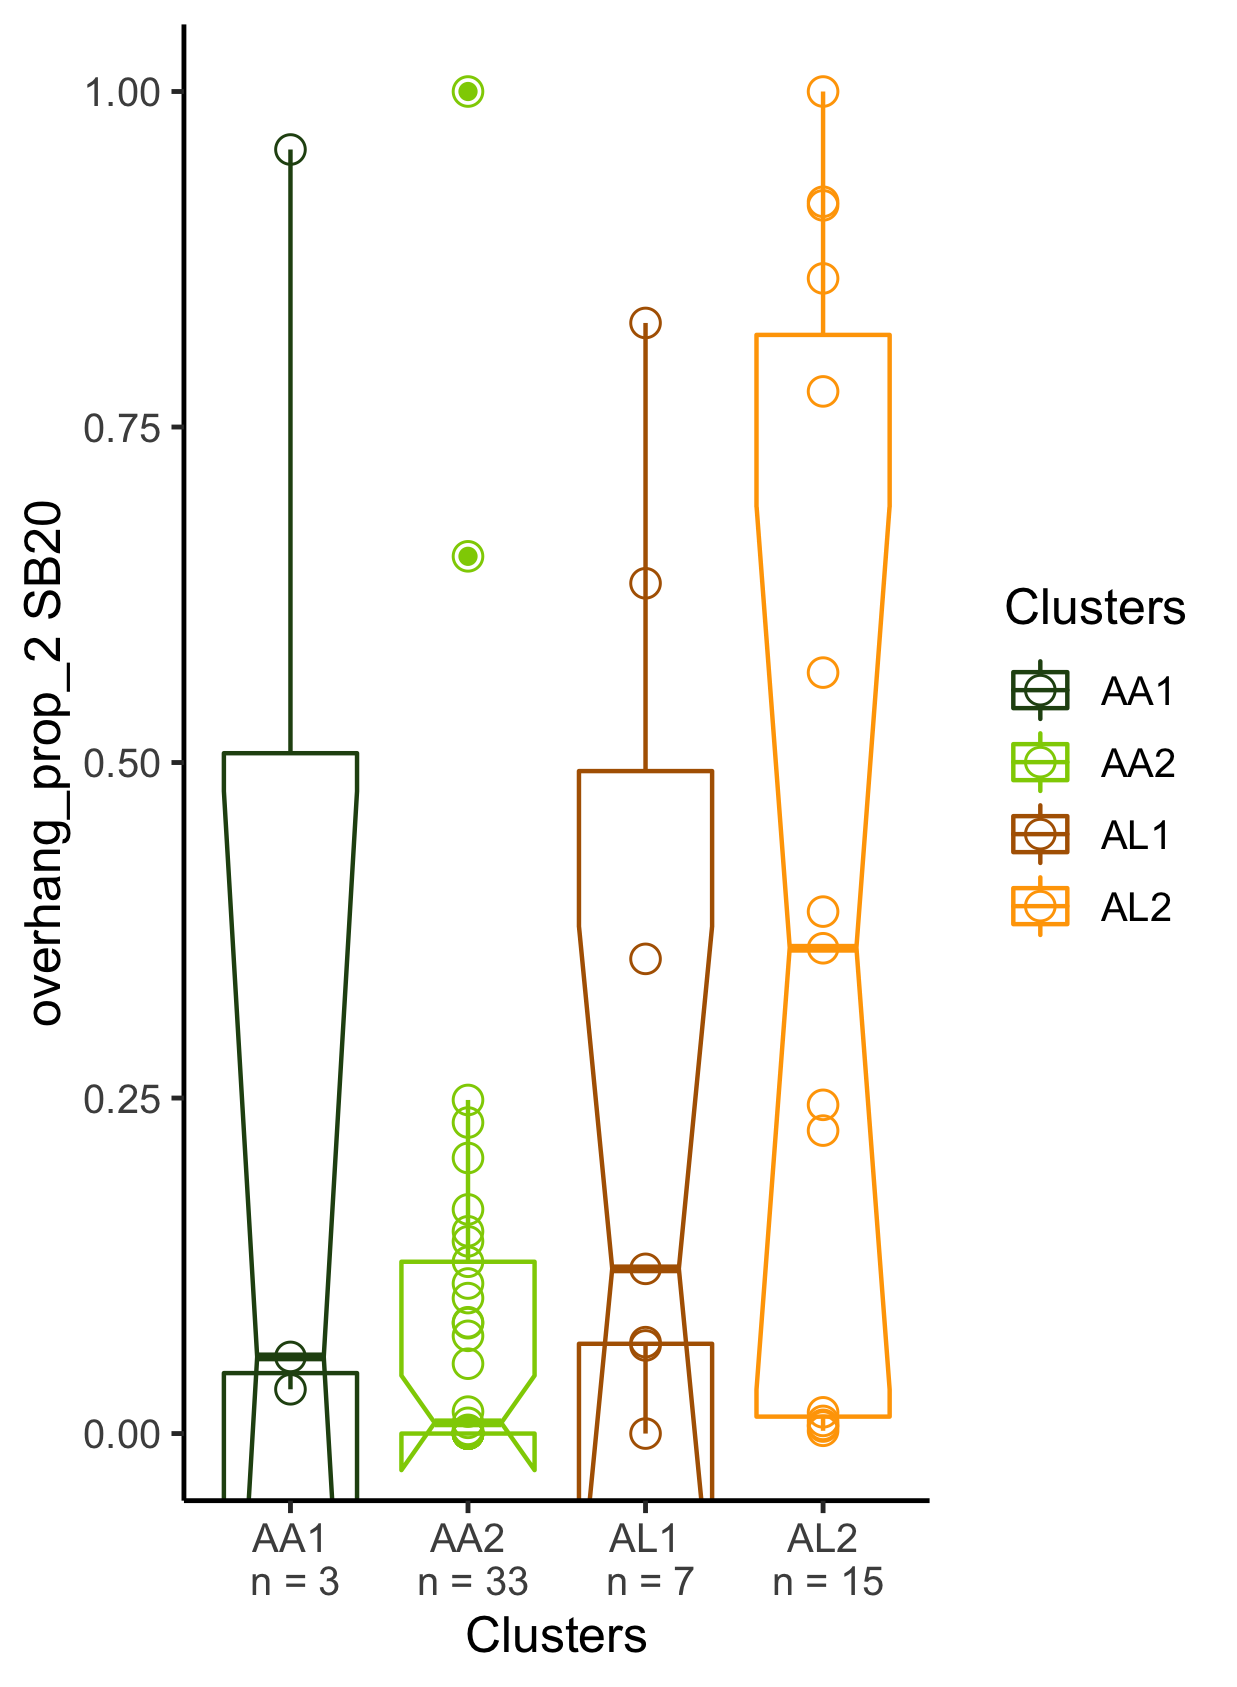 1.00
0.75
0.50
0.25
0.00
overhang_prop_2 SB20
AA1
n = 3
AA2
n = 33
AL1
n = 7
AL2
n = 15
Clusters
Clusters
AA1
AA2
AL1
AL2